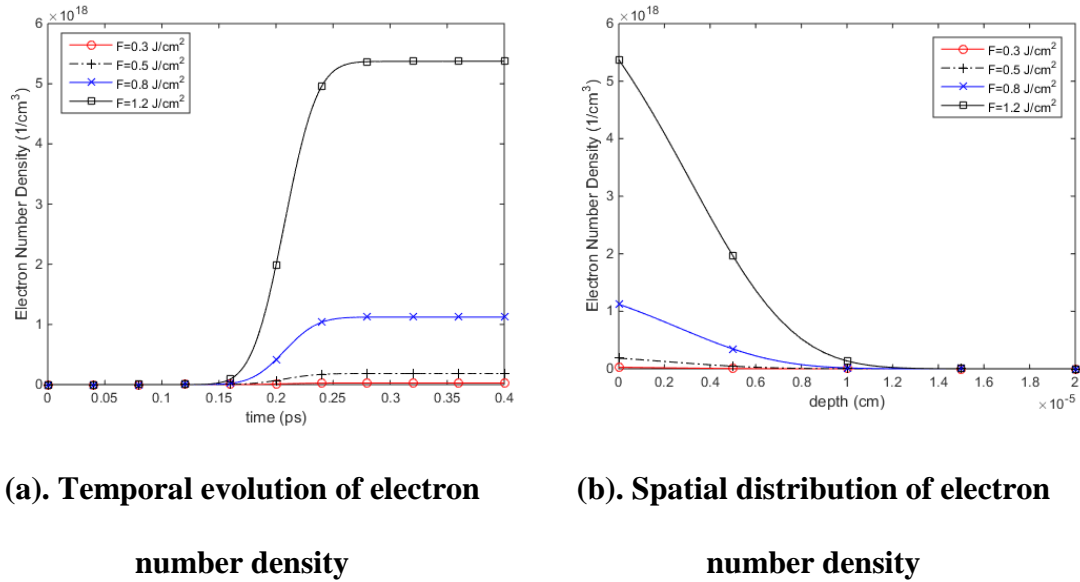 ×10^18
6
5
4
3
2
1
0
Electron Number Density (1/cm^3)
F=0.3 J/cm^2
F=0.5 J/cm^2
F=0.8 J/cm^2
F=1.2 J/cm^2
0 0.05 0.1 0.15 0.2 0.25 0.3 0.35 0.4
time (ps)
×10^18
6
5
4
3
2
1
0
Electron Number Density (1/cm^3)
F=0.3 J/cm^2
F=0.5 J/cm^2
F=0.8 J/cm^2
F=1.2 J/cm^2
0 0.2 0.4 0.6 0.8 1 1.2 1.4 1.6 1.8 2
depth (cm)
×10^-5
(a). Temporal evolution of electron
number density
(b). Spatial distribution of electron
number density